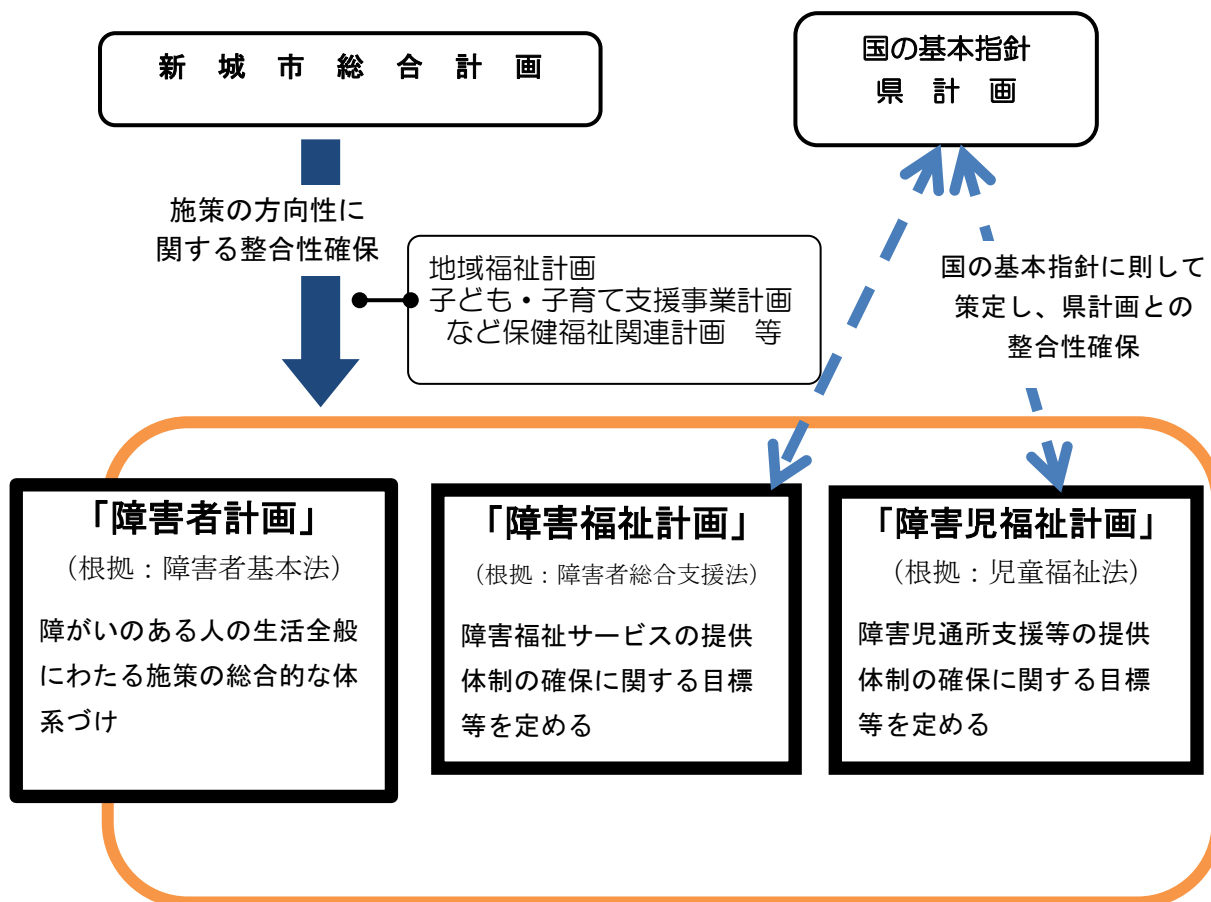 新城市総合計画
国の基本指針
県計画
施策の方向性に
関する整合性確保
地域福祉計画
子ども・子育て支援事業計画
など保健福祉関連計画　等
国の基本指針に則して
策定し、県計画との
整合性確保
「障害者計画」
（根拠：障害者基本法）
障がいのある人の生活全般
にわたる施策の総合的な体
系づけ
「障害福祉計画」
（根拠：障害者総合支援法）
障害福祉サービスの提供
体制の確保に関する目標
等を定める
「障害児福祉計画」
（根拠：児童福祉法）
障害児通所支援等の提供
体制の確保に関する目標
等を定める